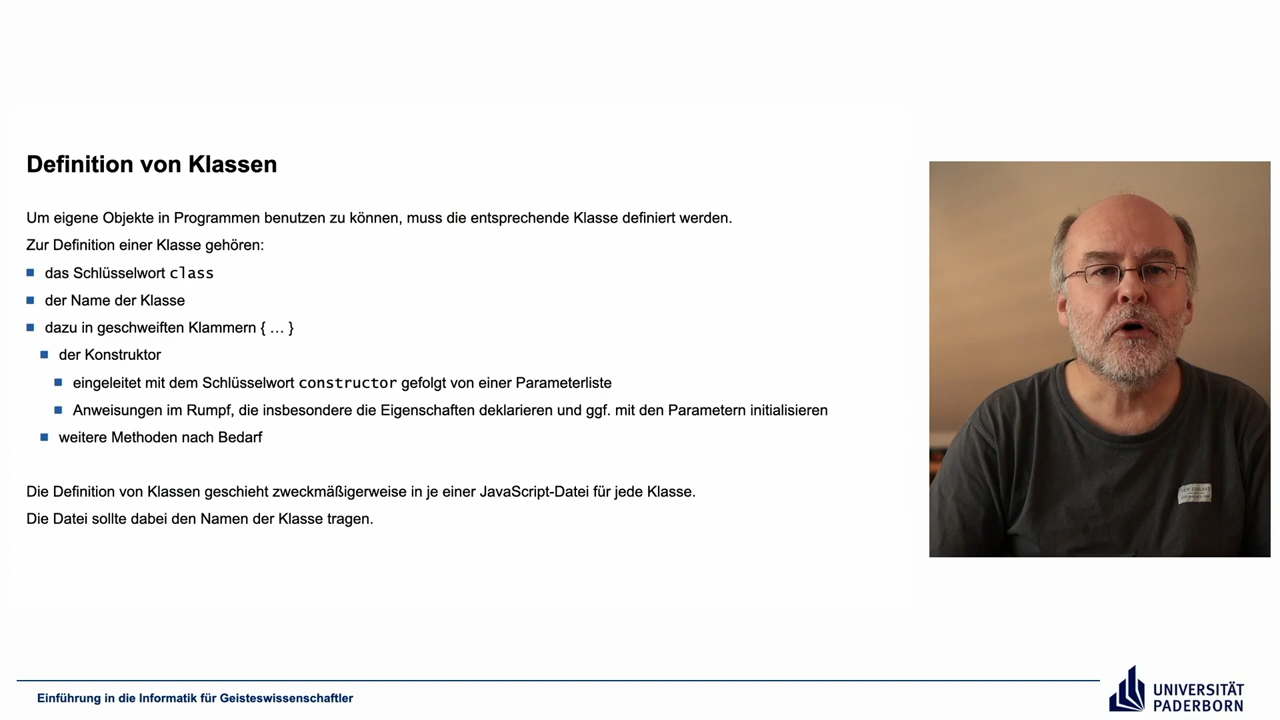 Definition von Klassen
Um eigene Objekte in Programmen benutzen zu können, muss die entsprechende Klasse definiert werden.
Zur Definition einer Klasse gehören:
das Schlüsselwort class
der Name der Klasse
dazu in geschweiften Klammern { … }
der Konstruktor
eingeleitet mit dem Schlüsselwort constructor gefolgt von einer Parameterliste
Anweisungen im Rumpf, die insbesondere die Eigenschaften deklarieren und ggf. mit den Parametern initialisieren
weitere Methoden nach Bedarf
Die Definition von Klassen geschieht zweckmäßigerweise in je einer JavaScript-Datei für jede Klasse.
Die Datei sollte dabei den Namen der Klasse tragen.
Einführung in die Informatik für Geisteswissenschaftler
UNIVERSITÄT
PADERBORN